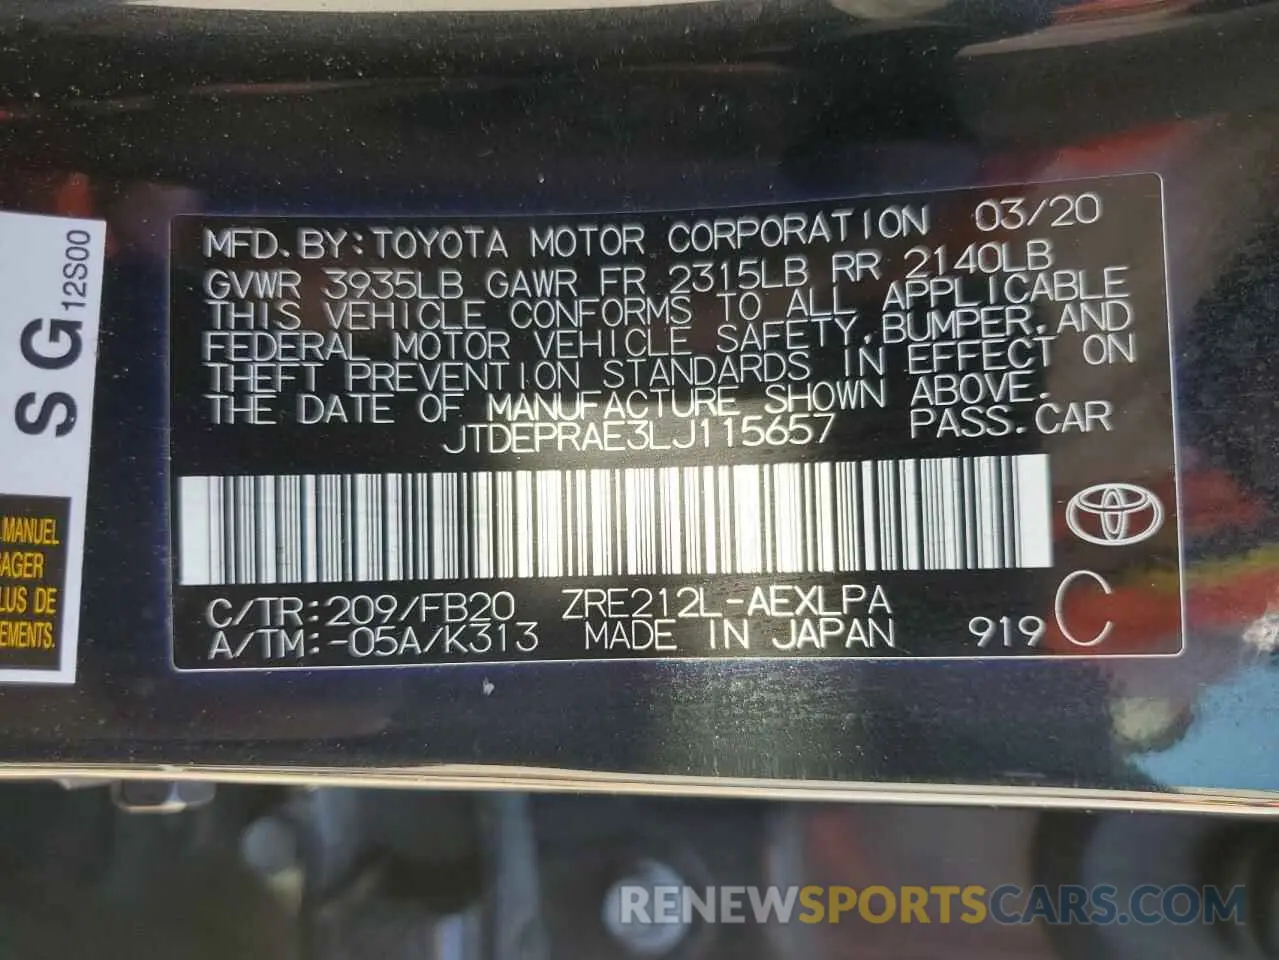 MFD.BY:TOYOTA MOTOR CORPORATION 03/20
GVWR 3935LB GAWR FR 2315LB RR 2140LB
THIS VEHICLE CONFORMS TO ALL APPLICABLE
FEDERAL MOTOR VEHICLE SAFETY,BUMPER,AND
THEFT PREVENTION STANDARDS IN EFFECT ON
THE DATE OF MANUFACTURE SHOWN ABOVE.
JTDEPRAE3LJ115657 PASS.CAR
C/TR:209/FB20 ZRE212L-AEXLPA
A/TM:-05A/K313 MADE IN JAPAN 919 C
SG 12S00
MANUEL
AGER
LUS DE
EMENTS.
RENEWSPORTSCARS.COM